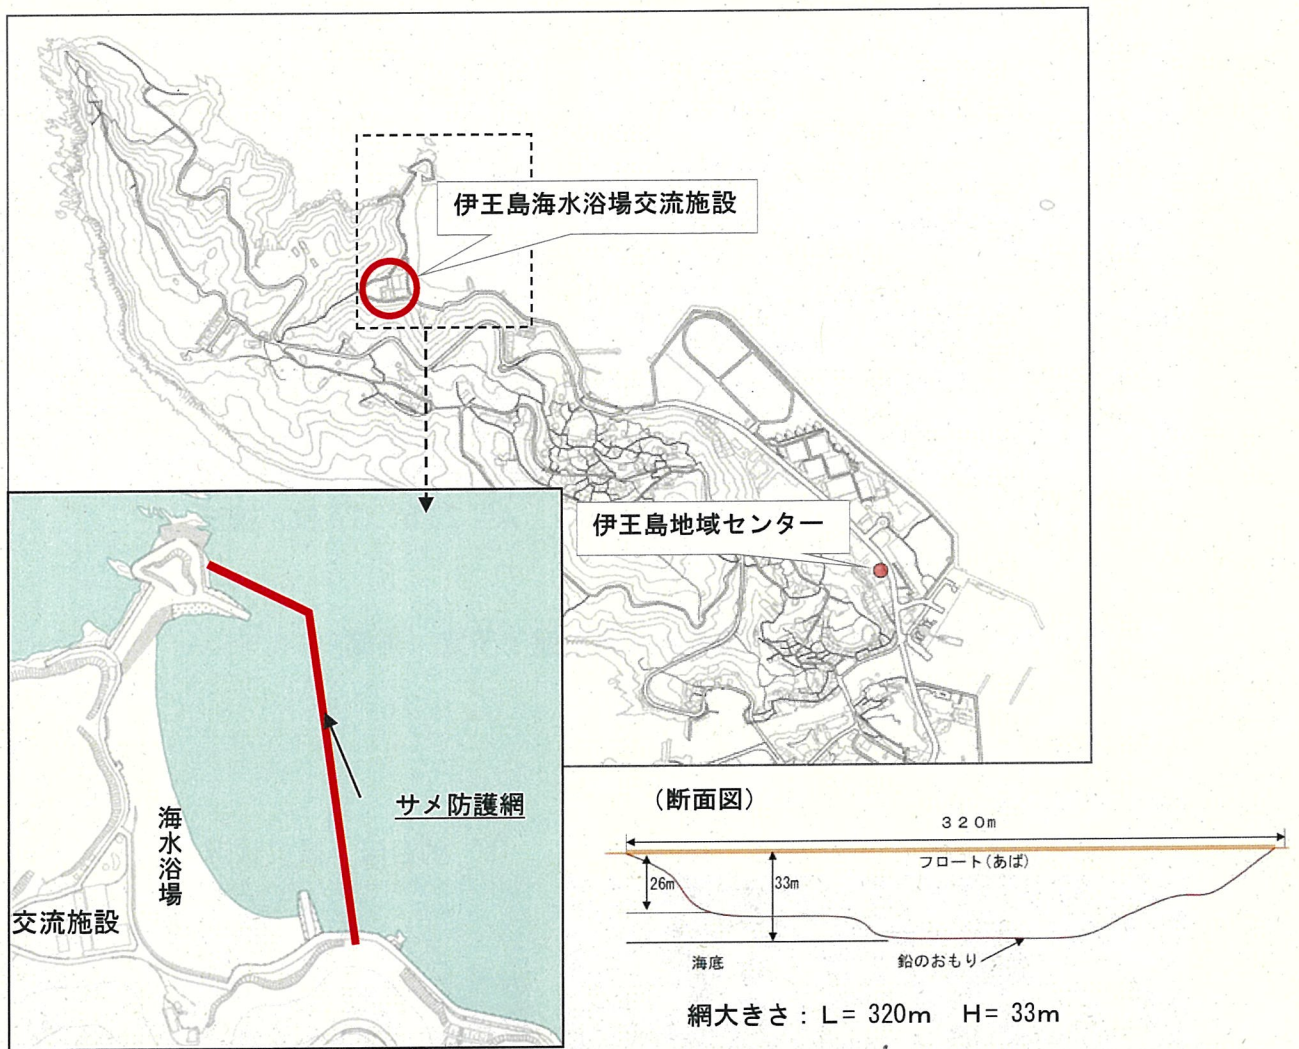 伊王島海水浴場交流施設
伊王島地域センター
サメ防護網
海水浴場
交流施設
(断面図)
320m
フロート(あば)
26m
33m
海底
鉛のおもり
網大きさ：L= 320m H= 33m